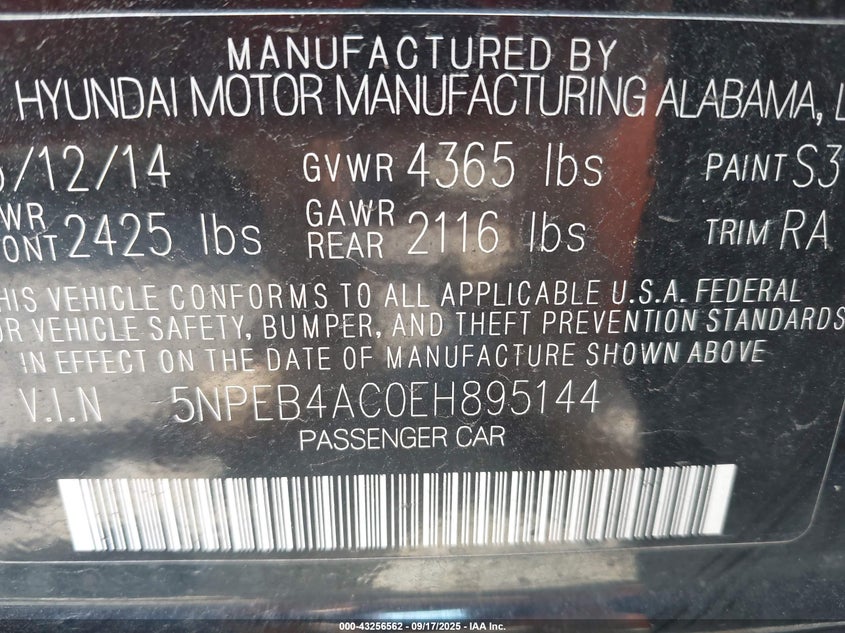 MANUFACTURED BY
HYUNDAI MOTOR MANUFACTURING ALABAMA, L
/12/14 GVWR 4365 lbs PAINT S3
WR GAWR
ONT 2425 lbs REAR 2116 lbs TRIM RA
HIS VEHICLE CONFORMS TO ALL APPLICABLE U.S.A. FEDERAL
OR VEHICLE SAFETY, BUMPER, AND THEFT PREVENTION STANDARDS
IN EFFECT ON THE DATE OF MANUFACTURE SHOWN ABOVE
V.I.N 5NPEB4AC0EH895144
PASSENGER CAR
000-43256562 - 09/17/2025 - IAA Inc.